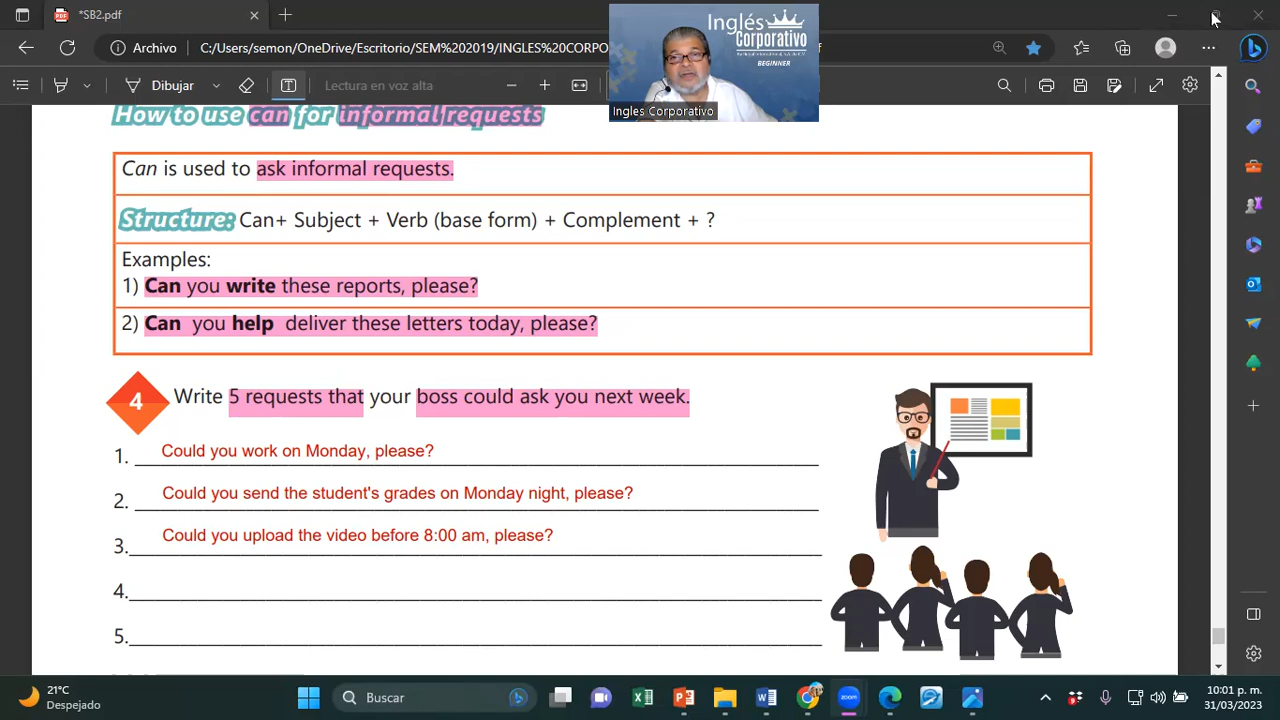 *SB2.pdf
Archivo
C:/Users/semon/OneDrive/Escritorio/SEM%202019/INGLES%20CORPO
Inglés
Corporativo
BEGINNER
Ingles Corporativo
Dibujar
Lectura en voz alta
How to use can for informal requests
Can is used to ask informal requests.
Structure: Can+ Subject + Verb (base form) + Complement + ?
Examples:
1) Can you write these reports, please?
2) Can you help deliver these letters today, please?
4 Write 5 requests that your boss could ask you next week.
1. Could you work on Monday, please?
2. Could you send the student's grades on Monday night, please?
3. Could you upload the video before 8:00 am, please?
4.
5.
21°C
Despejado
Buscar
zoom
10:01 p. m.
31/03/2023